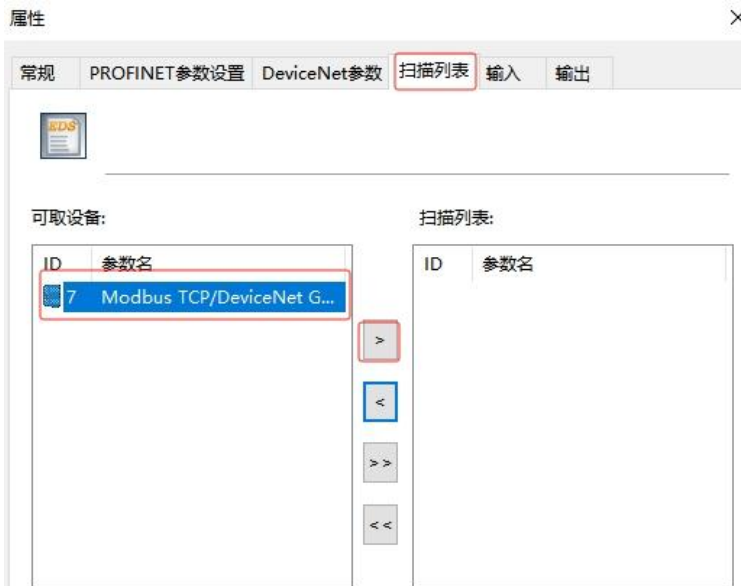 属性
常规 PROFINET参数设置 DeviceNet参数 扫描列表 输入 输出
EDS
可取设备: 扫描列表:
ID 参数名 ID 参数名
7 Modbus TCP/DeviceNet G...
>
<
>>
<<